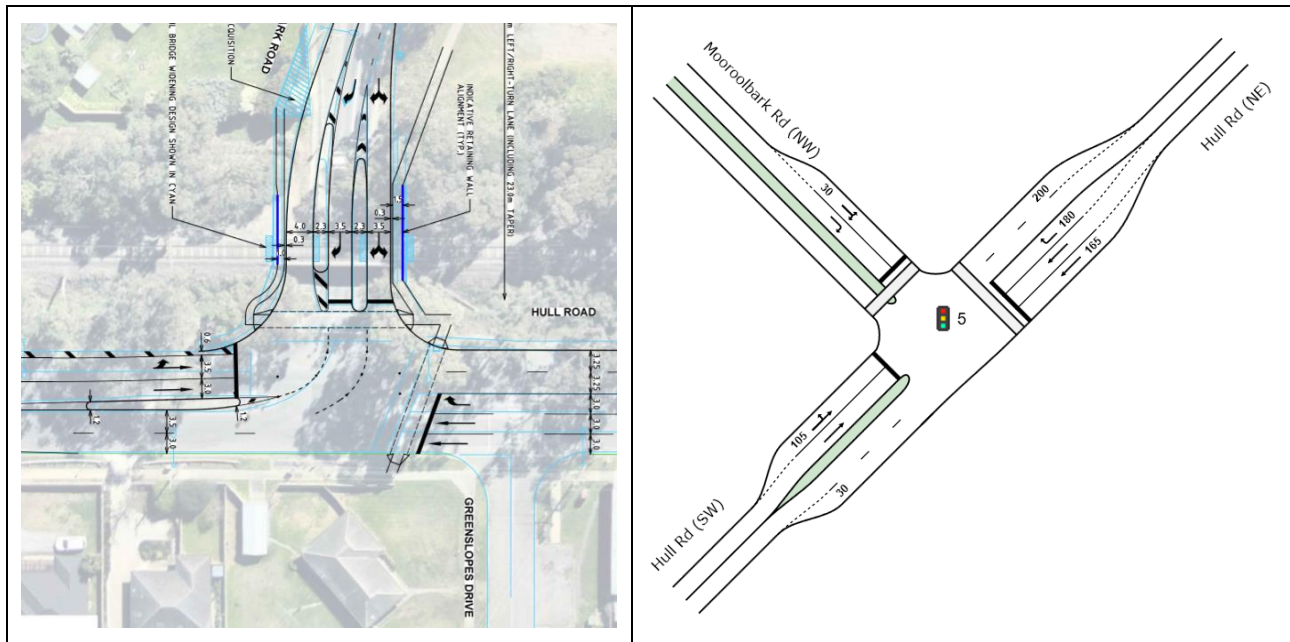 RK ROAD
QUISITION
IL BRIDGE WIDENING DESIGN SHOWN IN CYAN
m LEFT/RIGHT-TURN LANE (INCLUDING 23.0m TAPER)
INDICATIVE RETAINING WALL
ALIGNMENT (TYP.)
0.3
4.0
2.3
3.5
2.3
3.5
0.3
HULL ROAD
0.6
3.5
3.0
1.2
1.2
3.5
3.0
3.25
3.25
3.0
3.0
3.0
GREENSLOPES DRIVE
Mooroolbark Rd (NW)
Hull Rd (NE)
30
200
180
165
5
105
30
Hull Rd (SW)